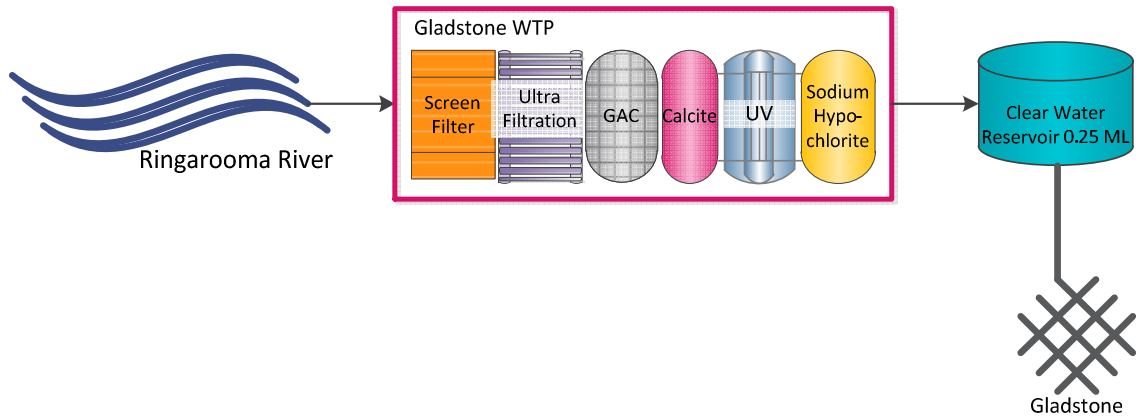 Gladstone WTP
Screen
Filter
Ultra
Filtration
GAC
Calcite
UV
Sodium
Hypo-
chlorite
Ringarooma River
Clear Water
Reservoir 0.25 ML
Gladstone